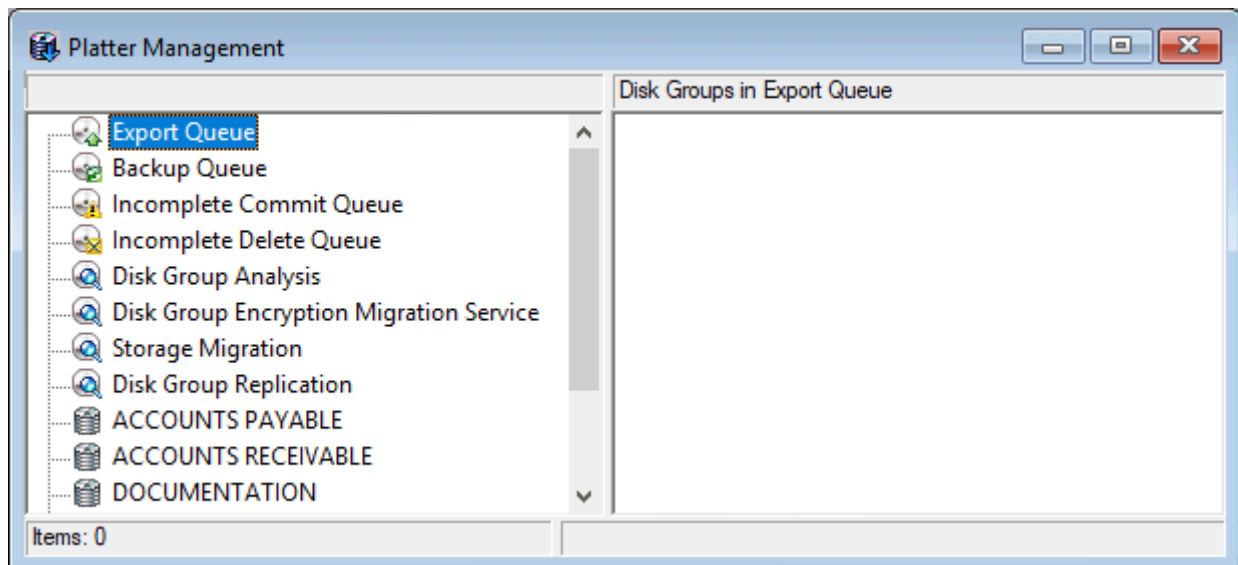 Platter Management
Disk Groups in Export Queue
Export Queue
Backup Queue
Incomplete Commit Queue
Incomplete Delete Queue
Disk Group Analysis
Disk Group Encryption Migration Service
Storage Migration
Disk Group Replication
ACCOUNTS PAYABLE
ACCOUNTS RECEIVABLE
DOCUMENTATION
Items: 0